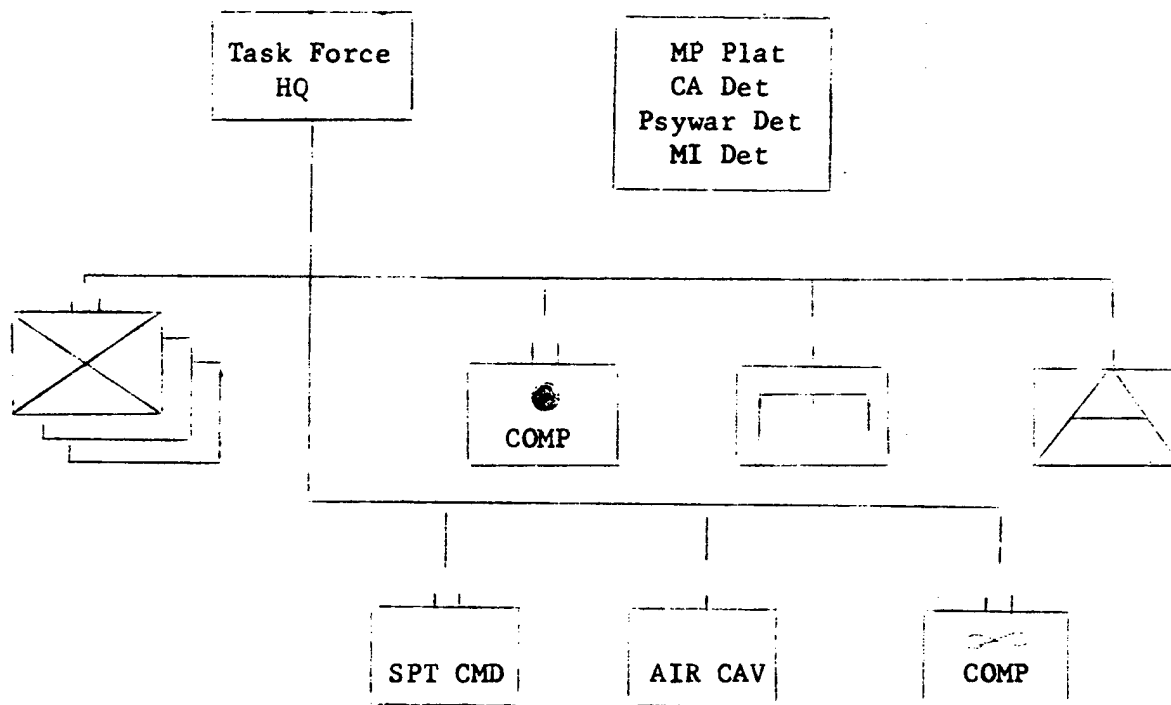 Task Force
HQ
MP Plat
CA Det
Psywar Det
MI Det
COMP
SPT CMD
AIR CAV
COMP